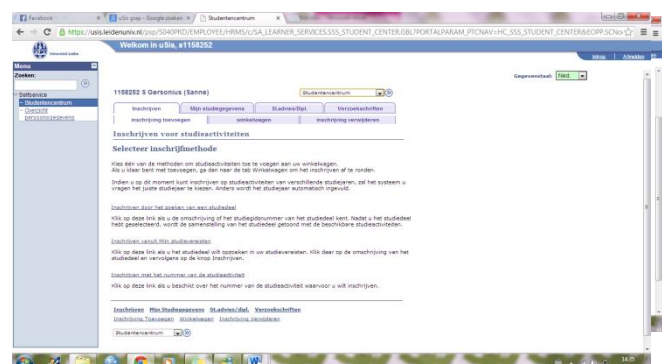 Facebook
uSis grap - Google zoeken
Studentencentrum
https://usis.leidenuniv.nl/psp/S040PRD/EMPLOYEE/HRMS/c/SA_LEARNER_SERVICES.SSS_STUDENT_CENTER.GBL?PORTALPARAM_PTCNAV=HC_SSS_STUDENT_CENTER&EOPP.SCNo
Universiteit Leiden
Welkom in uSis, s1158252
Inhoud
Afmelden
Menu
Zoeken:
Selfservice
Studentencentrum
Overzicht
persoonsgegevens
Gegevenstaal: Ned.
1158252 S Gersonius (Sanne)
Studentencentrum
Inschrijven
Mijn studiegegevens
St.advies/Dipl.
Verzoekschriften
inschrijving toevoegen
winkelwagen
inschrijving verwijderen
Inschrijven voor studieactiviteiten
Selecteer inschrijfmethode
Kies één van de methoden om studieactiviteiten toe te voegen aan uw winkelwagen.
Als u klaar bent met toevoegen, ga dan naar de tab Winkelwagen om het inschrijven af te ronden.
Indien u op dit moment kunt inschrijven op studieactiviteiten van verschillende studiejaren, zal het systeem u
vragen het juiste studiejaar te kiezen. Anders wordt het studiejaar automatisch ingevuld.
Inschrijven door het zoeken van een studiedeel
Klik op deze link als u de omschrijving of het studiegidsnummer van het studiedeel kent. Nadat u het studiedeel
hebt geselecteerd, wordt de samenstelling van het studiedeel getoond met de beschikbare studieactiviteiten.
Inschrijven vanuit Mijn studievereisten
Klik op deze link als u het studiedeel wilt opzoeken in uw studievereisten. Klik daar op de omschrijving van het
studiedeel en vervolgens op de knop Inschrijven.
Inschrijven met het nummer van de studieactiviteit
Klik op deze link als u beschikt over het nummer van de studieactiviteit waarvoor u wilt inschrijven.
Inschrijven Mijn Studiegegevens St.advies/dipl. Verzoekschriften
Inschrijving Toevoegen Winkelwagen Inschrijving Verwijderen
Studentencentrum
14:35